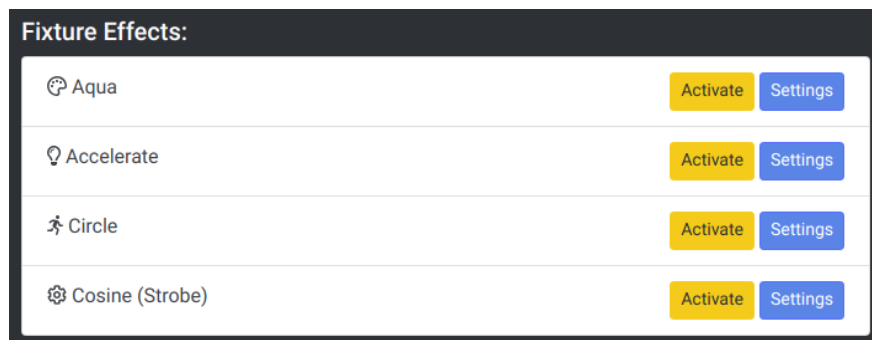 Fixture Effects:
Aqua Activate Settings
Accelerate Activate Settings
Circle Activate Settings
Cosine (Strobe) Activate Settings